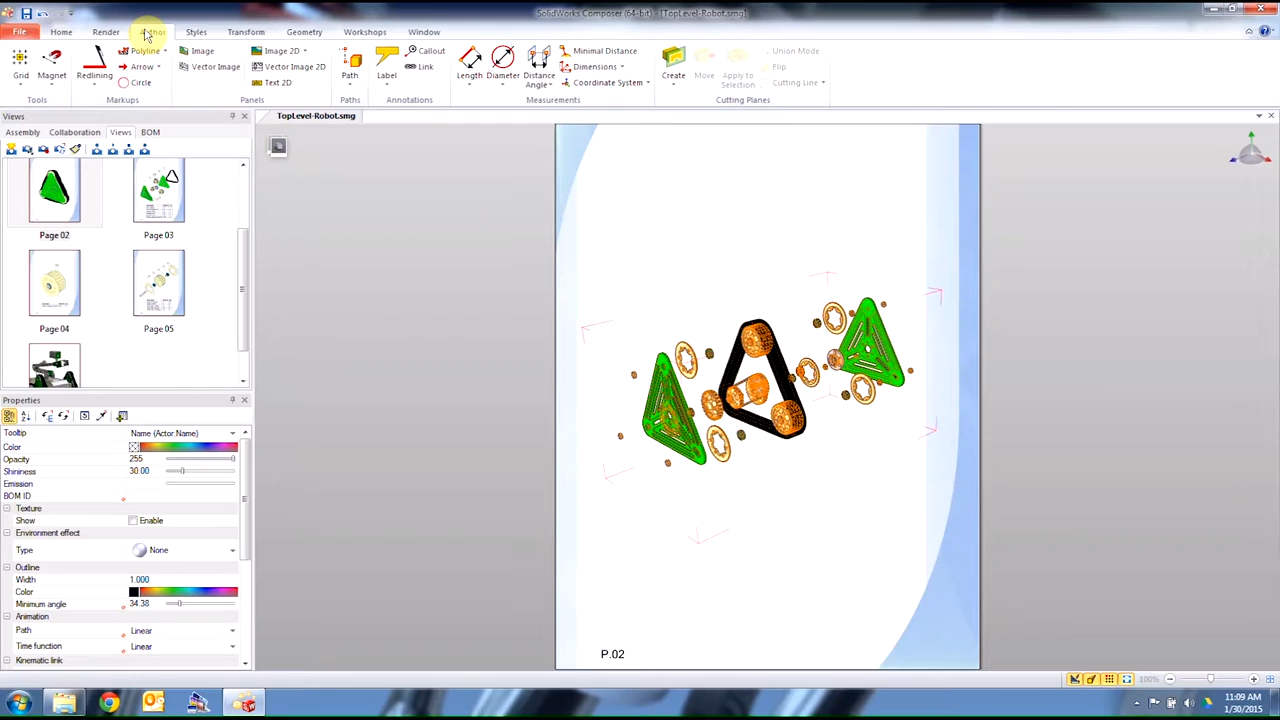 SolidWorks Composer (64-bit) - [TopLevel-Robot.smg]
File Home Render Author Styles Transform Geometry Workshops Window
Grid Magnet Redlining Polyline Image Image 2D Path Label Callout Length Diameter Distance Angle Minimal Distance Create Move Apply to Selection Union Mode
Arrow Vector Image Vector Image 2D Link Dimensions Flip
Circle Text 2D Coordinate System Cutting Line
Tools Markups Panels Paths Annotations Measurements Cutting Planes
Views
TopLevel-Robot.smg
Assembly Collaboration Views BOM
Page 02 Page 03
Page 04 Page 05
Properties
Tooltip Name (Actor.Name)
Color
Opacity 255
Shininess 30.00
Emission
BOM ID
Texture
Show Enable
Environment effect
Type None
Outline
Width 1.000
Color
Minimum angle 34.38
Animation
Path Linear
Time function Linear
Kinematic link
P.02
100%
11:09 AM
1/30/2015